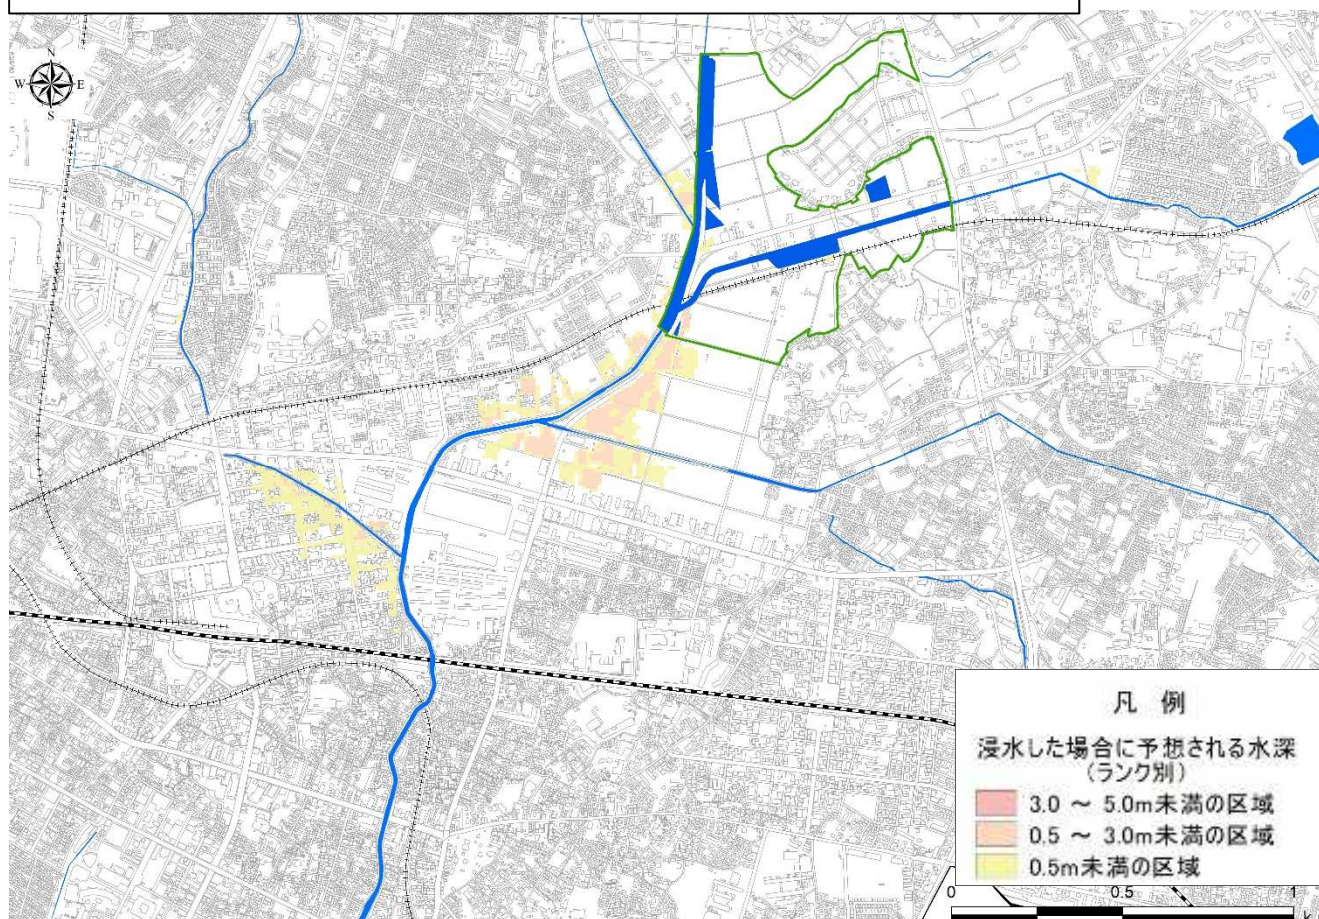 N
W E
S
凡 例
浸水した場合に予想される水深
(ランク別)
3.0 ～ 5.0m未満の区域
0.5 ～ 3.0m未満の区域
0.5m未満の区域
0 0.5 1